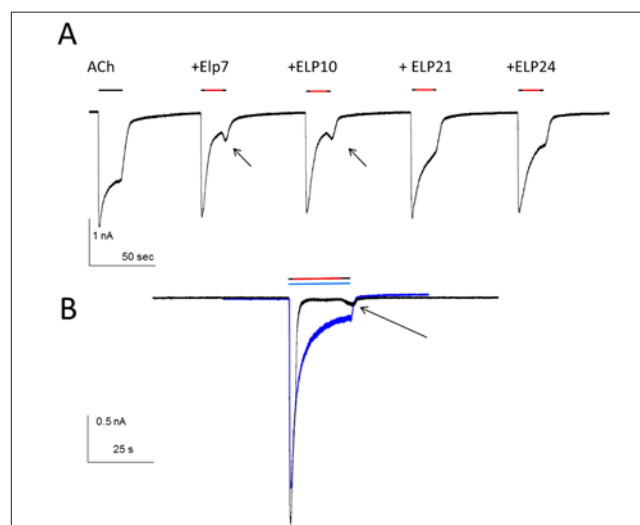 A
ACh +Elp7 +ELP10 + ELP21 +ELP24
1 nA
50 sec
B
0.5 nA
25 s